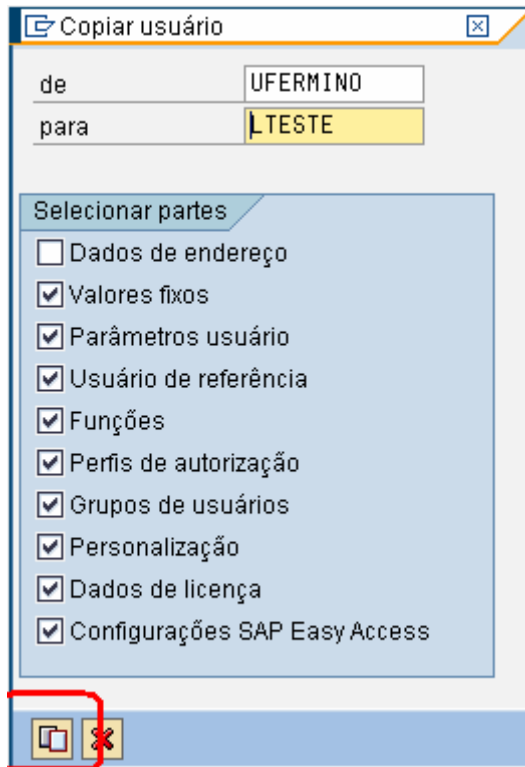 Copiar usuário
de UFERMINO
para LTESTE
Selecionar partes
Dados de endereço
Valores fixos
Parâmetros usuário
Usuário de referência
Funções
Perfis de autorização
Grupos de usuários
Personalização
Dados de licença
Configurações SAP Easy Access